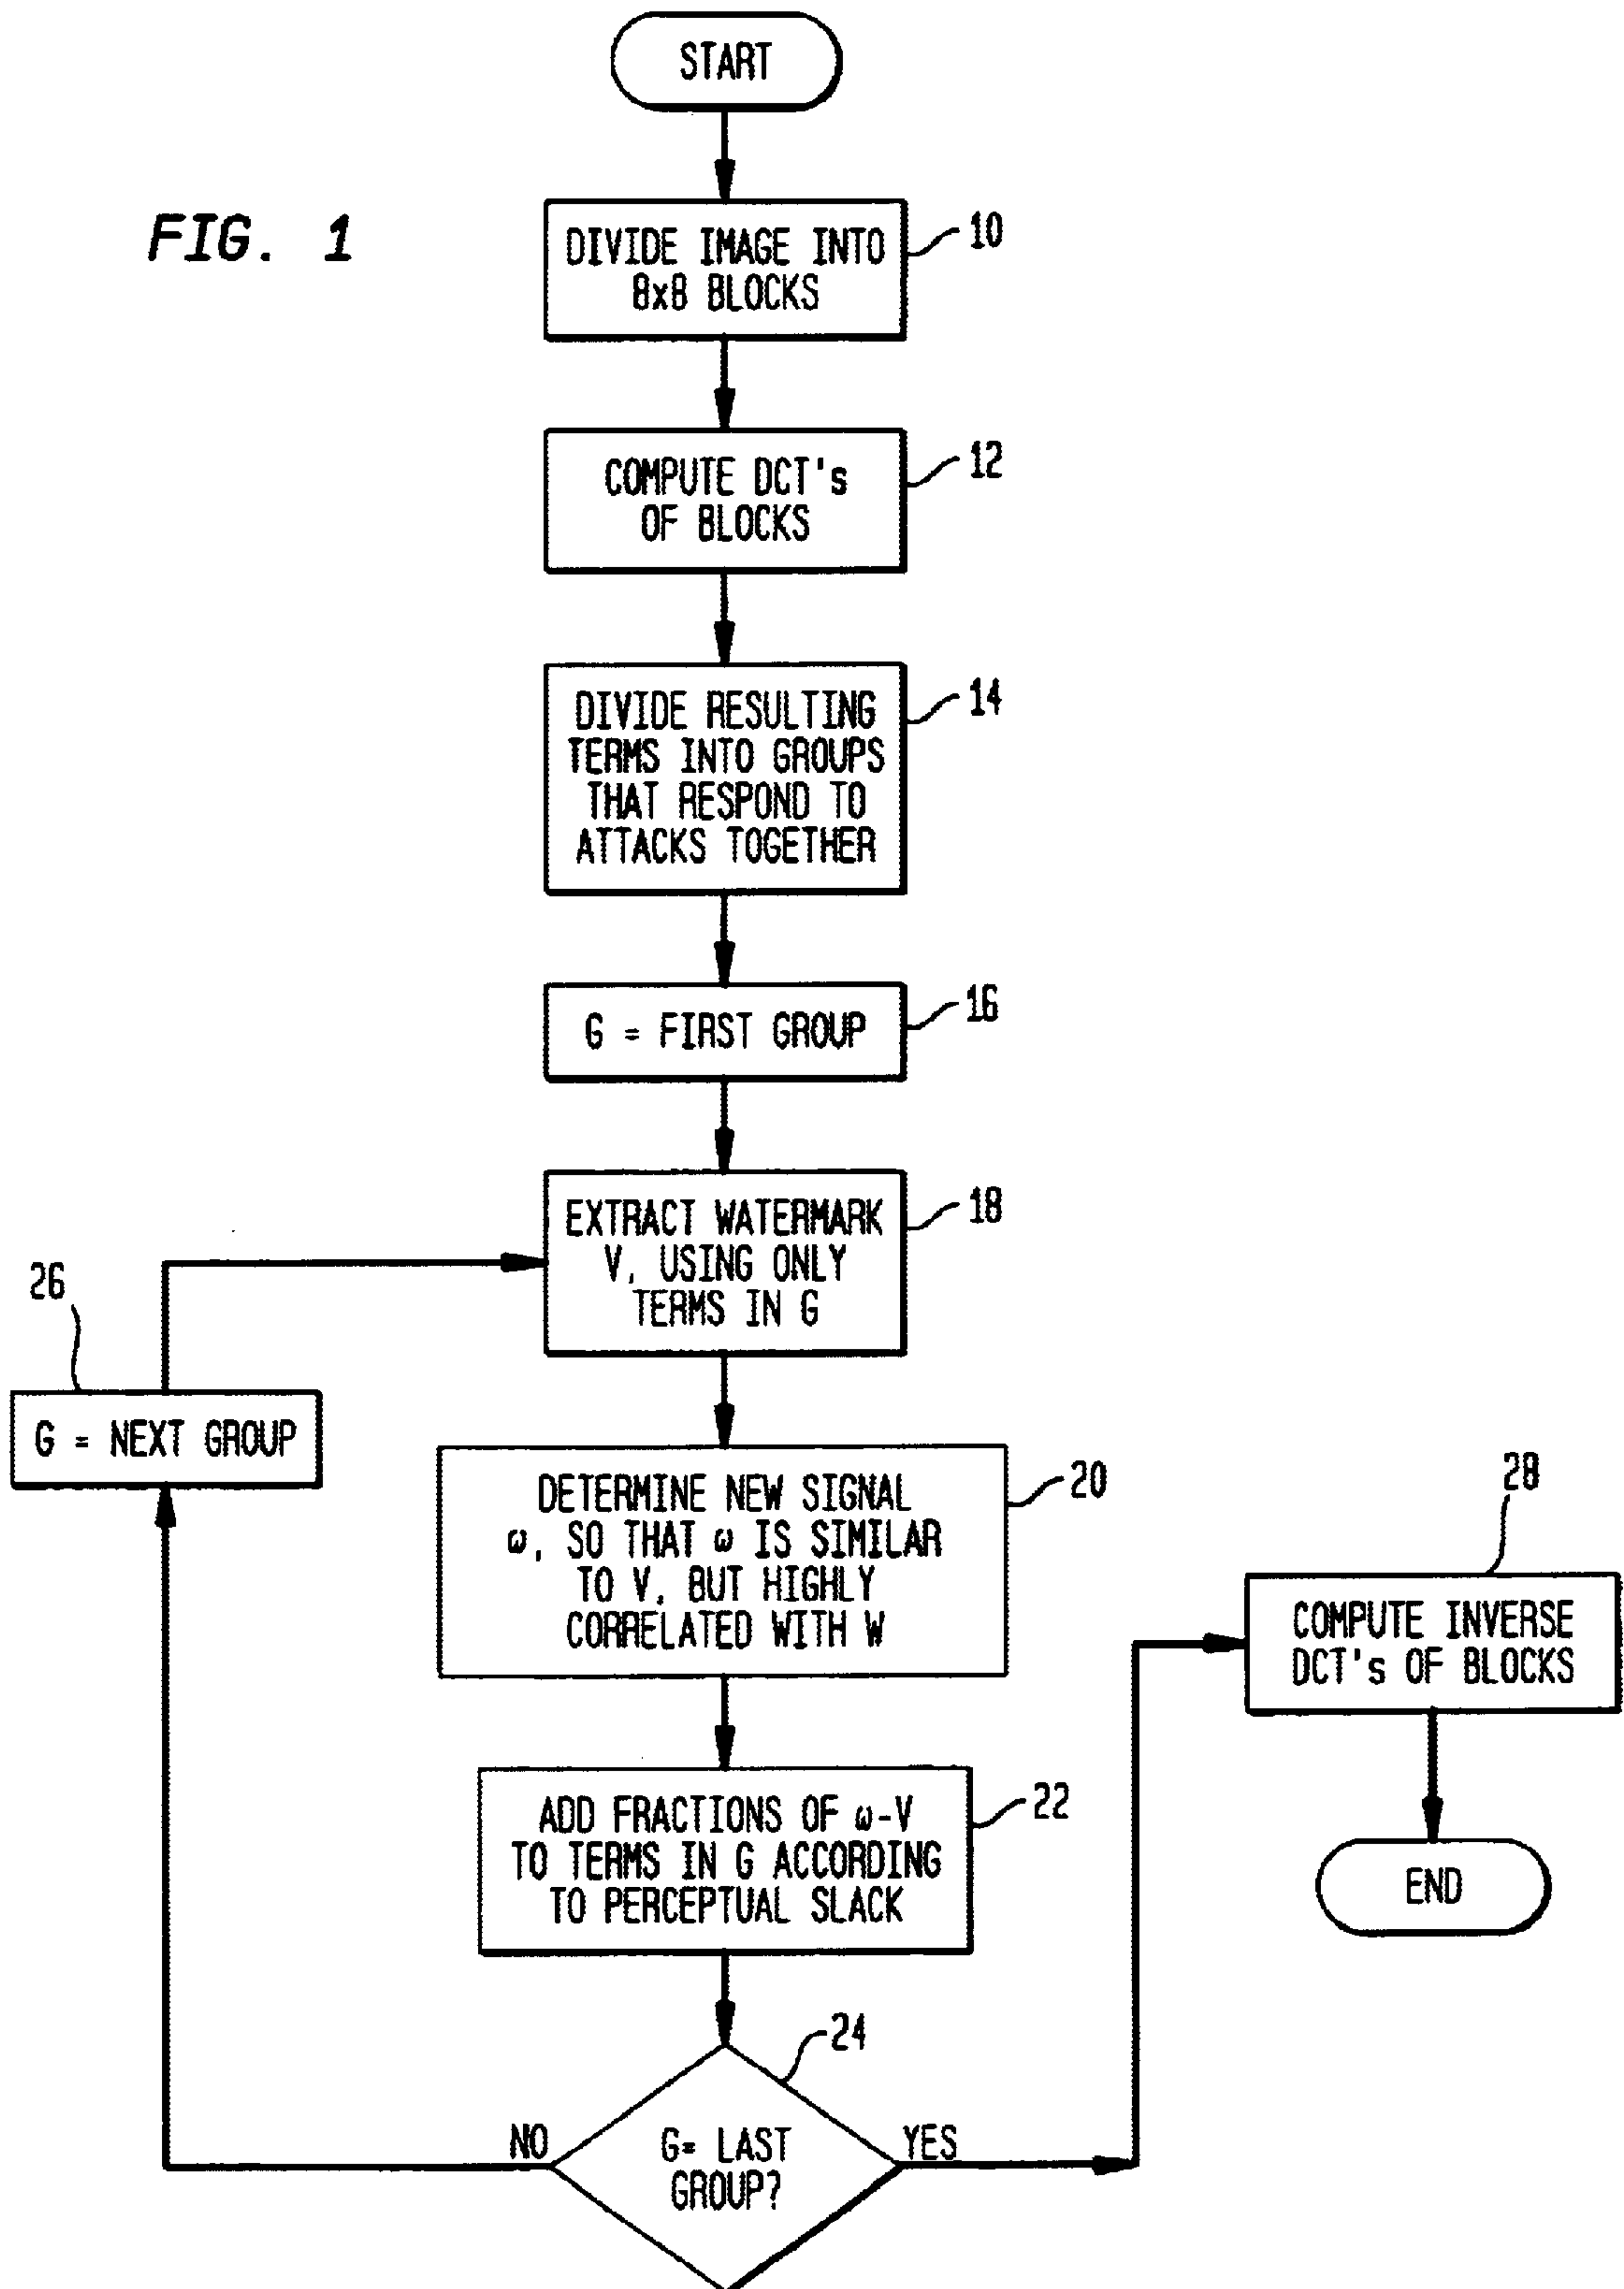 START
FIG. 1
DIVIDE IMAGE INTO
8x8 BLOCKS
10
COMPUTE DCT's
OF BLOCKS
12
DIVIDE RESULTING
TERMS INTO GROUPS
THAT RESPOND TO
ATTACKS TOGETHER
14
G = FIRST GROUP
16
EXTRACT WATERMARK
V, USING ONLY
TERMS IN G
18
26
G = NEXT GROUP
DETERMINE NEW SIGNAL
ω, SO THAT ω IS SIMILAR
TO V, BUT HIGHLY
CORRELATED WITH W
20
28
COMPUTE INVERSE
DCT's OF BLOCKS
ADD FRACTIONS OF ω-V
TO TERMS IN G ACCORDING
TO PERCEPTUAL SLACK
22
END
24
NO
G= LAST
GROUP?
YES